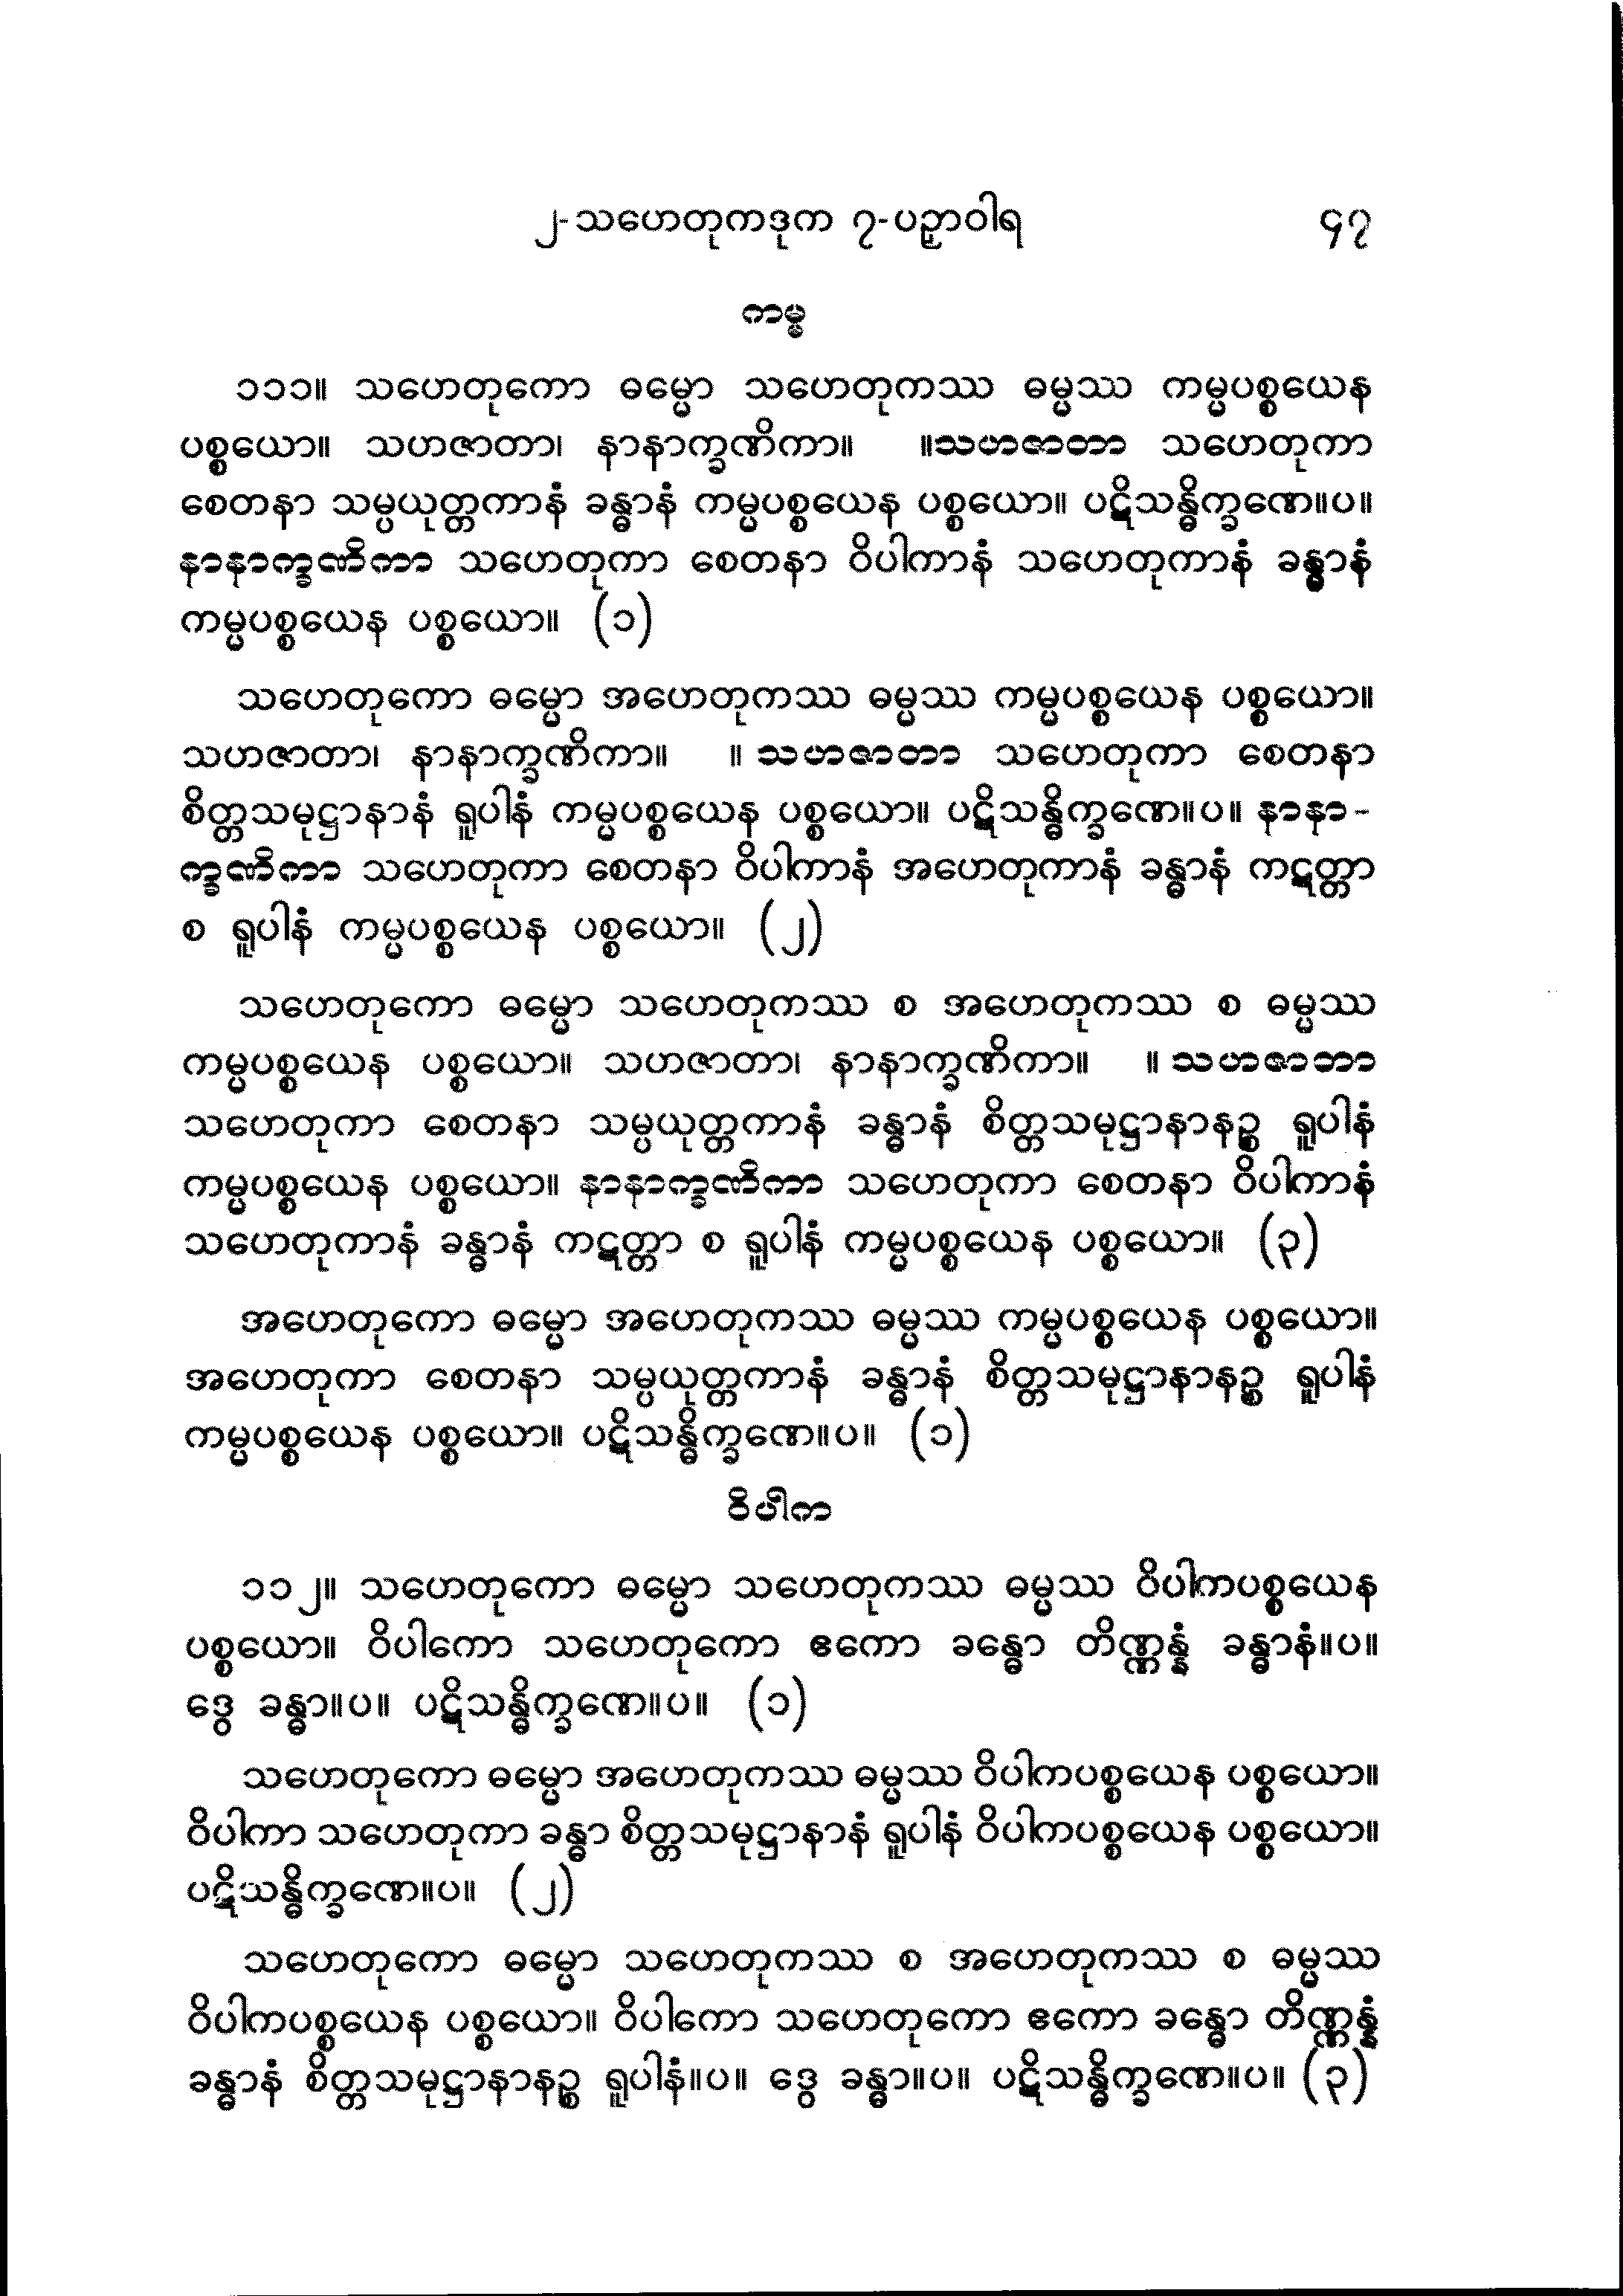 ၂-သဟေတုကဒုက ၇-ပဉှာဝါရ ၄၇
ကမ္မ
၁၁၁။ သဟေတုကော ဓမ္မော သဟေတုကဿ ဓမ္မဿ ကမ္မပစ္စယေန
ပစ္စယော။ သဟဇာတာ၊ နာနာက္ခဏိကာ။ ။သဟဇာတာ သဟေတုကာ
စေတနာ သမ္ပယုတ္တကာနံ ခန္ဓာနံ ကမ္မပစ္စယေန ပစ္စယော။ ပဋိသန္ဓိက္ခဏေ။ပ။
နာနာက္ခဏိကာ သဟေတုကာ စေတနာ ဝိပါကာနံ သဟေတုကာနံ ခန္ဓာနံ
ကမ္မပစ္စယေန ပစ္စယော။ (၁)
သဟေတုကော ဓမ္မော အဟေတုကဿ ဓမ္မဿ ကမ္မပစ္စယေန ပစ္စယော။
သဟဇာတာ၊ နာနာက္ခဏိကာ။ ။ သဟဇာတာ သဟေတုကာ စေတနာ
စိတ္တသမုဋ္ဌာနာနံ ရူပါနံ ကမ္မပစ္စယေန ပစ္စယော။ ပဋိသန္ဓိက္ခဏေ။ပ။ နာနာ-
က္ခဏိကာ သဟေတုကာ စေတနာ ဝိပါကာနံ အဟေတုကာနံ ခန္ဓာနံ ကဋတ္တာ
စ ရူပါနံ ကမ္မပစ္စယေန ပစ္စယော။ (၂)
သဟေတုကော ဓမ္မော သဟေတုကဿ စ အဟေတုကဿ စ ဓမ္မဿ
ကမ္မပစ္စယေန ပစ္စယော။ သဟဇာတာ၊ နာနာက္ခဏိကာ။ ။ သဟဇာတာ
သဟေတုကာ စေတနာ သမ္ပယုတ္တကာနံ ခန္ဓာနံ စိတ္တသမုဋ္ဌာနာနဉ္စ ရူပါနံ
ကမ္မပစ္စယေန ပစ္စယော။ နာနာက္ခဏိကာ သဟေတုကာ စေတနာ ဝိပါကာနံ
သဟေတုကာနံ ခန္ဓာနံ ကဋတ္တာ စ ရူပါနံ ကမ္မပစ္စယေန ပစ္စယော။ (၃)
အဟေတုကော ဓမ္မော အဟေတုကဿ ဓမ္မဿ ကမ္မပစ္စယေန ပစ္စယော။
အဟေတုကာ စေတနာ သမ္ပယုတ္တကာနံ ခန္ဓာနံ စိတ္တသမုဋ္ဌာနာနဉ္စ ရူပါနံ
ကမ္မပစ္စယေန ပစ္စယော။ ပဋိသန္ဓိက္ခဏေ။ပ။ (၁)
ဝိပါက
၁၁၂။ သဟေတုကော ဓမ္မော သဟေတုကဿ ဓမ္မဿ ဝိပါကပစ္စယေန
ပစ္စယော။ ဝိပါကော သဟေတုကော ဧကော ခန္ဓော တိဏ္ဏန္နံ ခန္ဓာနံ။ပ။
ဒွေ ခန္ဓာ။ပ။ ပဋိသန္ဓိက္ခဏေ။ပ။ (၁)
သဟေတုကော ဓမ္မော အဟေတုကဿ ဓမ္မဿ ဝိပါကပစ္စယေန ပစ္စယော။
ဝိပါကာ သဟေတုကာ ခန္ဓာ စိတ္တသမုဋ္ဌာနာနံ ရူပါနံ ဝိပါကပစ္စယေန ပစ္စယော။
ပဋိသန္ဓိက္ခဏေ။ပ။ (၂)
သဟေတုကော ဓမ္မော သဟေတုကဿ စ အဟေတုကဿ စ ဓမ္မဿ
ဝိပါကပစ္စယေန ပစ္စယော။ ဝိပါကော သဟေတုကော ဧကော ခန္ဓော တိဏ္ဏန္နံ
ခန္ဓာနံ စိတ္တသမုဋ္ဌာနာနဉ္စ ရူပါနံ။ပ။ ဒွေ ခန္ဓာ။ပ။ ပဋိသန္ဓိက္ခဏေ။ပ။ (၃)